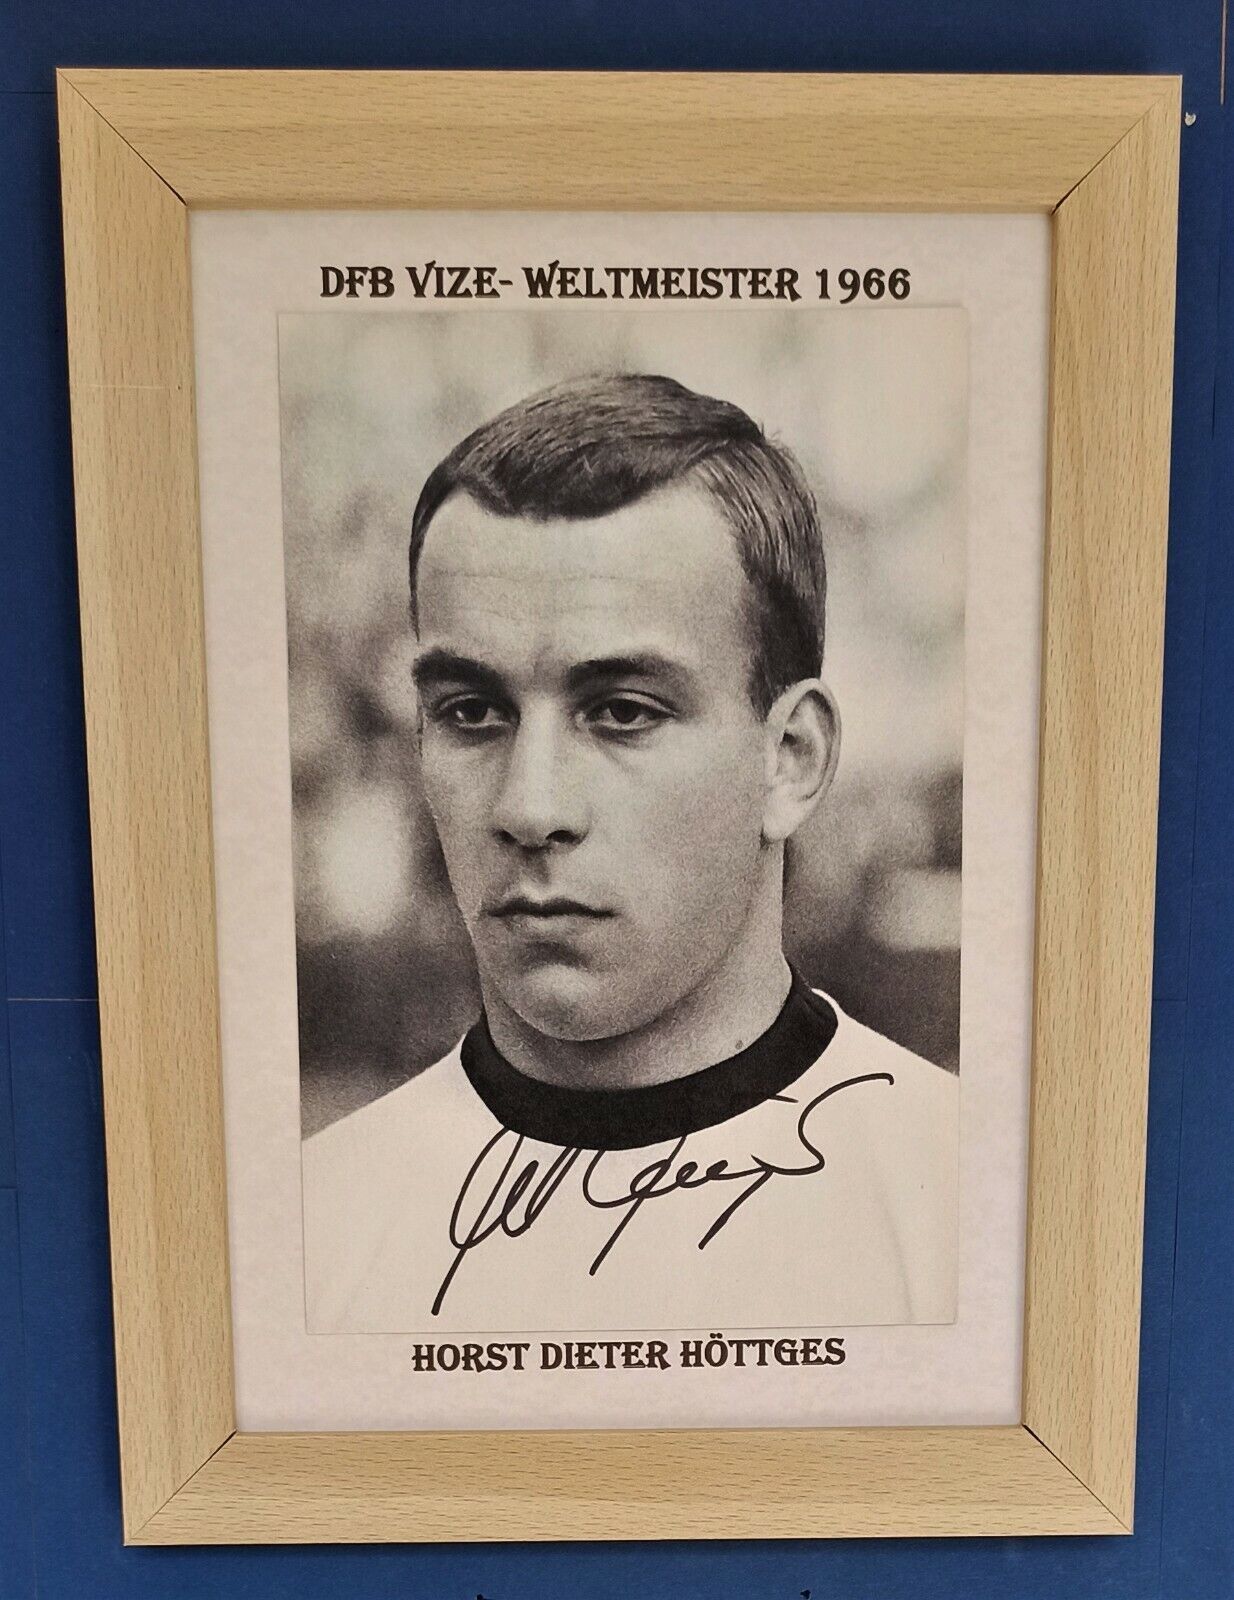 DFB VIZE- WELTMEISTER 1966
HORST DIETER HÖTTGES